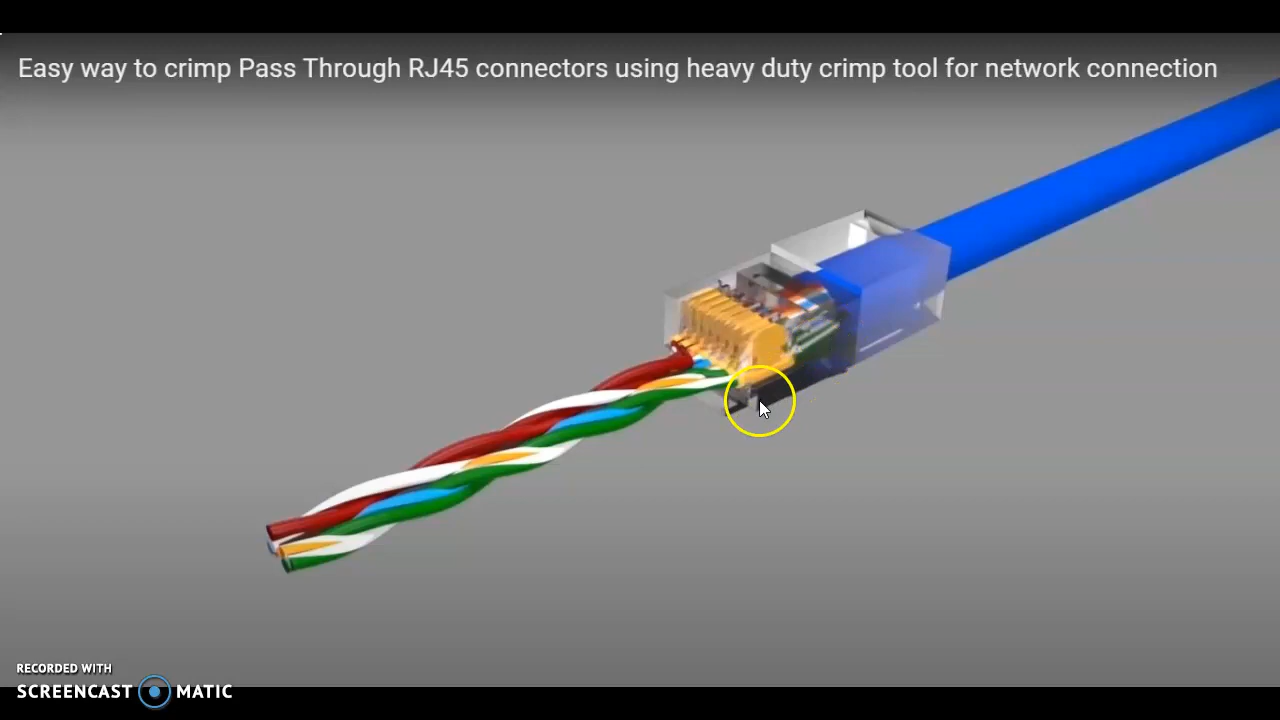 Easy way to crimp Pass Through RJ45 connectors using heavy duty crimp tool for network connection
RECORDED WITH
SCREENCAST MATIC